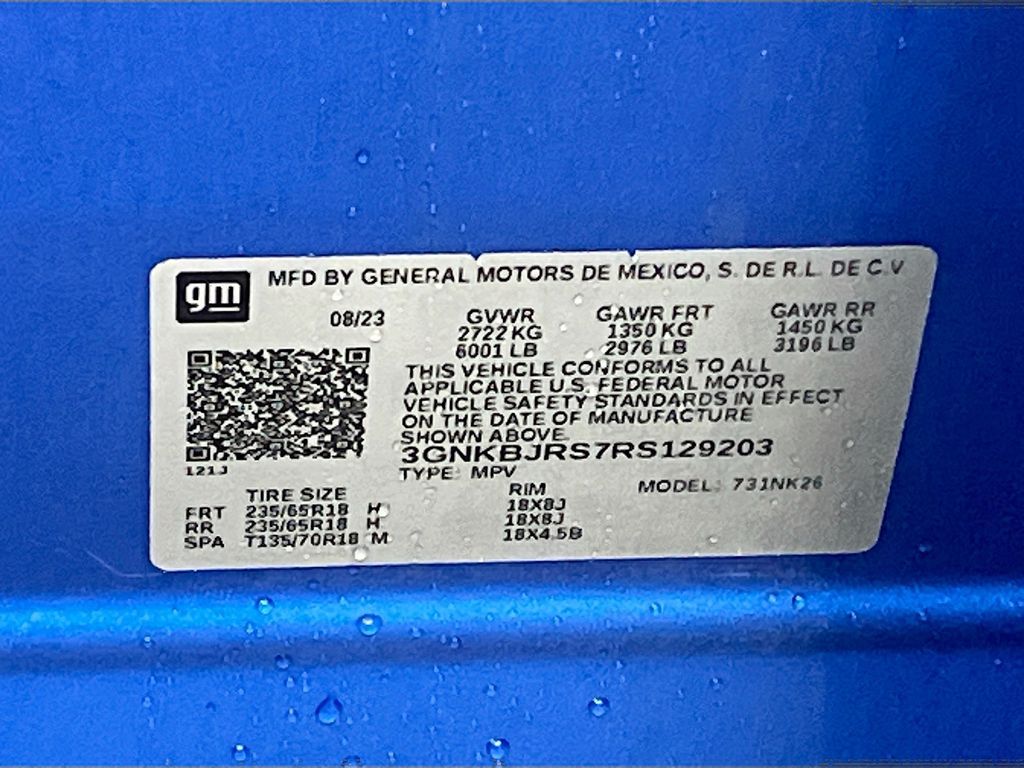 gm
MFD BY GENERAL MOTORS DE MEXICO, S. DE R.L. DE C.V
08/23
GVWR GAWR FRT GAWR RR
2722 KG 1350 KG 1450 KG
6001 LB 2976 LB 3196 LB
THIS VEHICLE CONFORMS TO ALL
APPLICABLE U.S. FEDERAL MOTOR
VEHICLE SAFETY STANDARDS IN EFFECT
ON THE DATE OF MANUFACTURE
SHOWN ABOVE.
3GNKBJRS7RS129203
121J
TYPE: MPV
MODEL: 731NK26
TIRE SIZE RIM
FRT 235/65R18 H 18X8J
RR 235/65R18 H 18X8J
SPA T135/70R18 M 18X4.5B